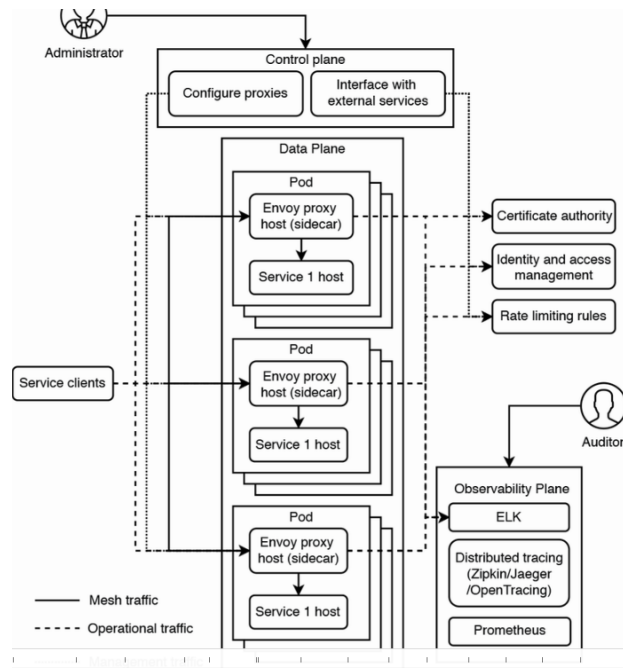 Administrator
Control plane
Configure proxies
Interface with
external services
Data Plane
Pod
Envoy proxy
host (sidecar)
Service 1 host
Certificate authority
Identity and access
management
Rate limiting rules
Pod
Envoy proxy
host (sidecar)
Service 1 host
Service clients
Auditor
Observability Plane
ELK
Distributed tracing
(Zipkin/Jaeger
/OpenTracing)
Prometheus
Pod
Envoy proxy
host (sidecar)
Service 1 host
Mesh traffic
Operational traffic